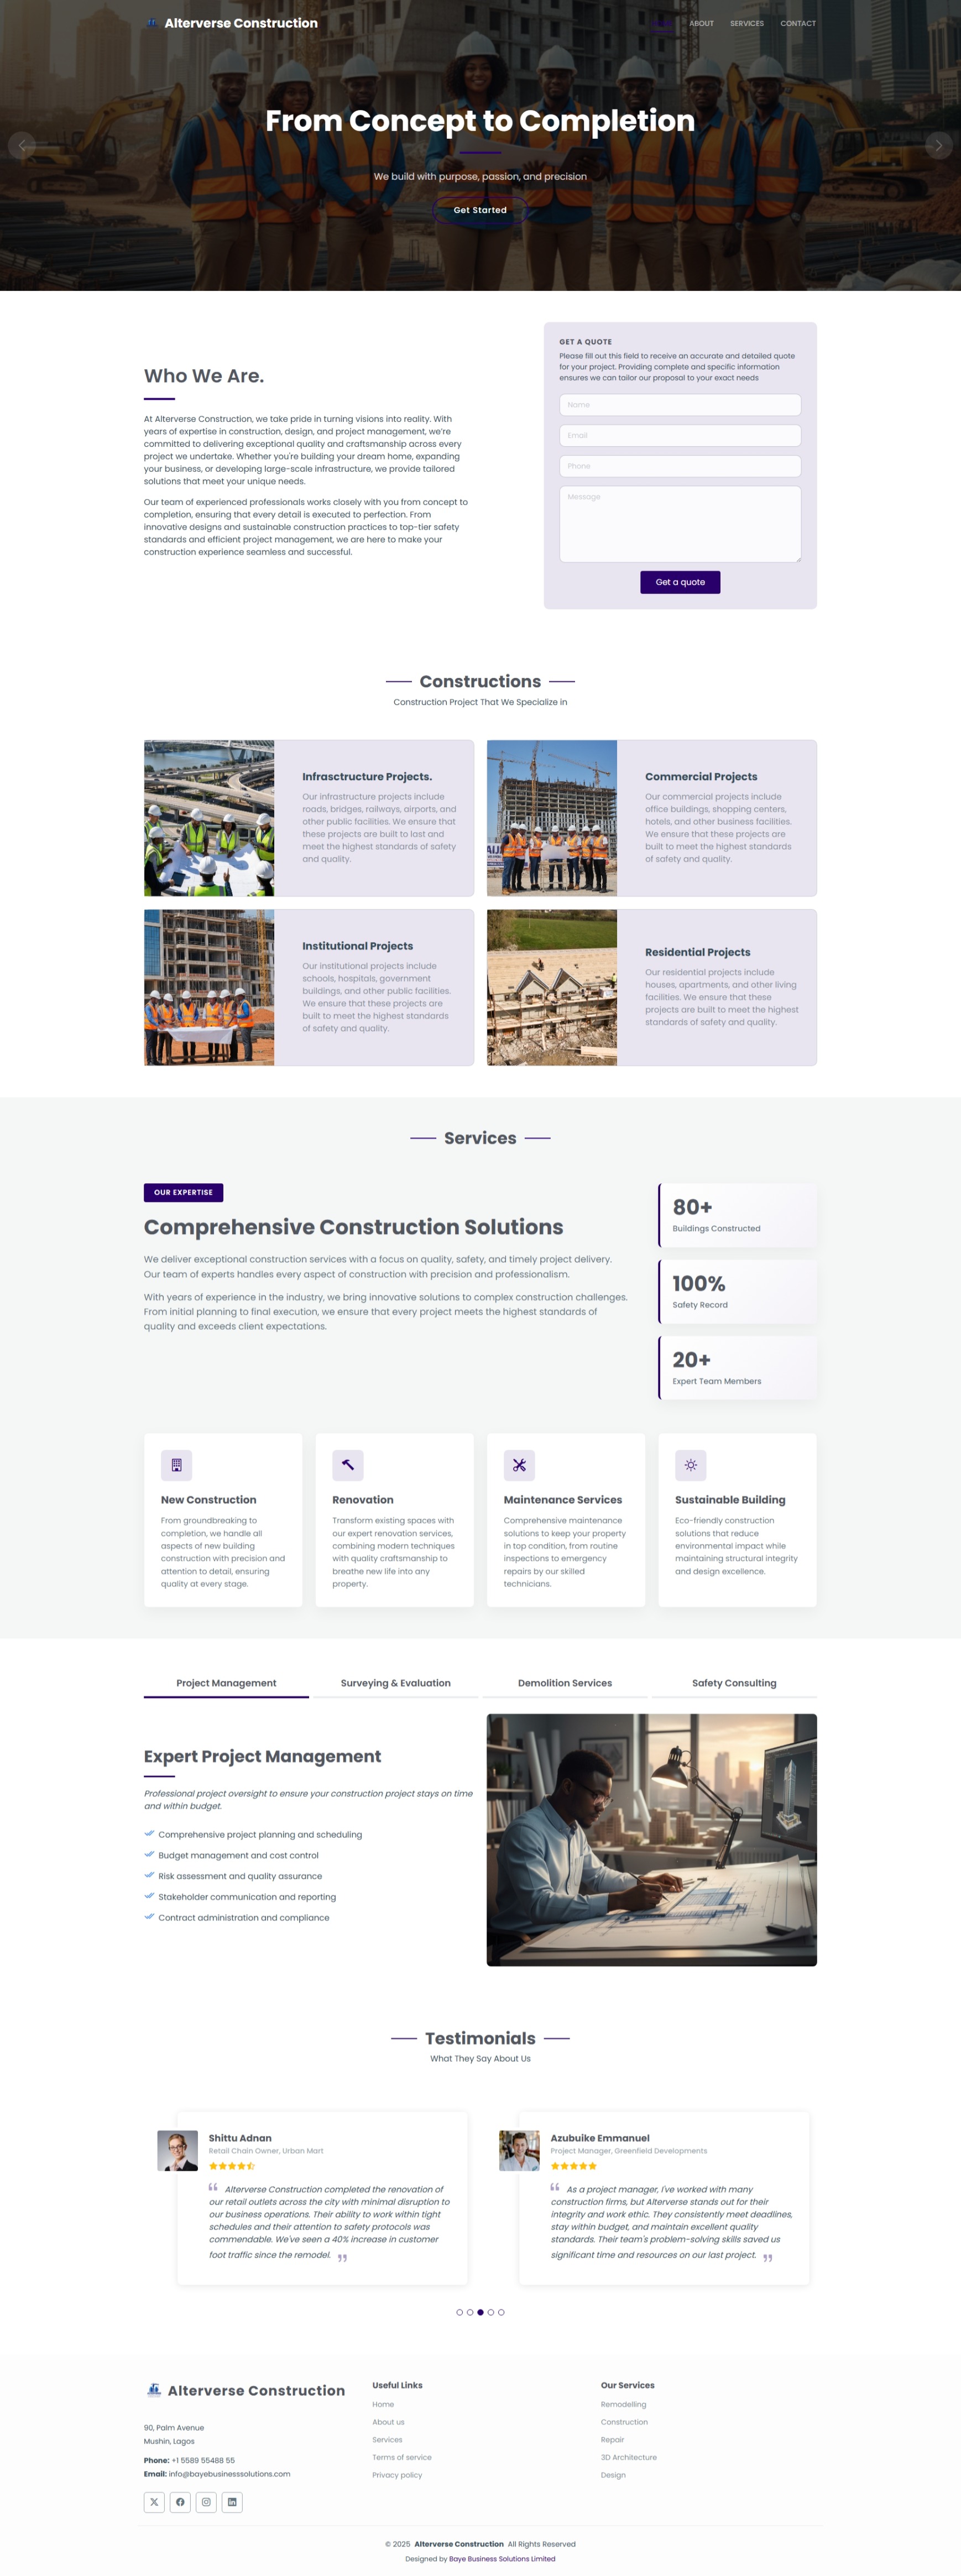 Alterverse Construction
ABOUT
SERVICES
CONTACT
From Concept to Completion
We build with purpose, passion, and precision
Get Started
Who We Are.
At Alterverse Construction, we take pride in turning visions into reality. With
years of expertise in construction, design, and project management, we're
committed to delivering exceptional quality and craftsmanship across every
project we undertake. Whether you're building your dream home, expanding
your business, or developing large-scale infrastructure, we provide tailored
solutions that meet your unique needs.
Our team of experienced professionals works closely with you from concept to
completion, ensuring that every detail is executed to perfection. From
innovative designs and sustainable construction practices to top-tier safety
standards and efficient project management, we are here to make your
construction experience seamless and successful.
GET A QUOTE
Please fill out this field to receive an accurate and detailed quote
for your project. Providing complete and specific information
ensures we can tailor our proposal to your exact needs
Name
Email
Phone
Message
Get a quote
Constructions
Construction Project That We Specialize in
Infrasctructure Projects.
Our infrastructure projects include
roads, bridges, railways, airports, and
other public facilities. We ensure that
these projects are built to last and
meet the highest standards of safety
and quality.
Commercial Projects
Our commercial projects include
office buildings, shopping centers,
hotels, and other business facilities.
We ensure that these projects are
built to meet the highest standards
of safety and quality.
Institutional Projects
Our institutional projects include
schools, hospitals, government
buildings, and other public facilities.
We ensure that these projects are
built to meet the highest standards
of safety and quality.
Residential Projects
Our residential projects include
houses, apartments, and other living
facilities. We ensure that these
projects are built to meet the highest
standards of safety and quality.
Services
OUR EXPERTISE
Comprehensive Construction Solutions
We deliver exceptional construction services with a focus on quality, safety, and timely project delivery.
Our team of experts handles every aspect of construction with precision and professionalism.
With years of experience in the industry, we bring innovative solutions to complex construction challenges.
From initial planning to final execution, we ensure that every project meets the highest standards of
quality and exceeds client expectations.
80+
Buildings Constructed
100%
Safety Record
20+
Expert Team Members
New Construction
From groundbreaking to
completion, we handle all
aspects of new building
construction with precision and
attention to detail, ensuring
quality at every stage.
Renovation
Transform existing spaces with
our expert renovation services,
combining modern techniques
with quality craftsmanship to
breathe new life into any
property.
Maintenance Services
Comprehensive maintenance
solutions to keep your property
in top condition, from routine
inspections to emergency
repairs by our skilled
technicians.
Sustainable Building
Eco-friendly construction
solutions that reduce
environmental impact while
maintaining structural integrity
and design excellence.
Project Management
Surveying & Evaluation
Demolition Services
Safety Consulting
Expert Project Management
Professional project oversight to ensure your construction project stays on time
and within budget.
Comprehensive project planning and scheduling
Budget management and cost control
Risk assessment and quality assurance
Stakeholder communication and reporting
Contract administration and compliance
Testimonials
What They Say About Us
Shittu Adnan
Retail Chain Owner, Urban Mart
“ Alterverse Construction completed the renovation of
our retail outlets across the city with minimal disruption to
our business operations. Their ability to work within tight
schedules and their attention to safety protocols was
commendable. We've seen a 40% increase in customer
foot traffic since the remodel. ”
Azubuike Emmanuel
Project Manager, Greenfield Developments
“ As a project manager, I've worked with many
construction firms, but Alterverse stands out for their
integrity and work ethic. They consistently meet deadlines,
stay within budget, and maintain excellent quality
standards. Their team's problem-solving skills saved us
significant time and resources on our last project. ”
Alterverse Construction
90, Palm Avenue
Mushin, Lagos
Phone: +1 5589 55488 55
Email: info@bayebusinesssolutions.com
Useful Links
Home
About us
Services
Terms of service
Privacy policy
Our Services
Remodelling
Construction
Repair
3D Architecture
Design
© 2025 Alterverse Construction All Rights Reserved
Designed by Baye Business Solutions Limited